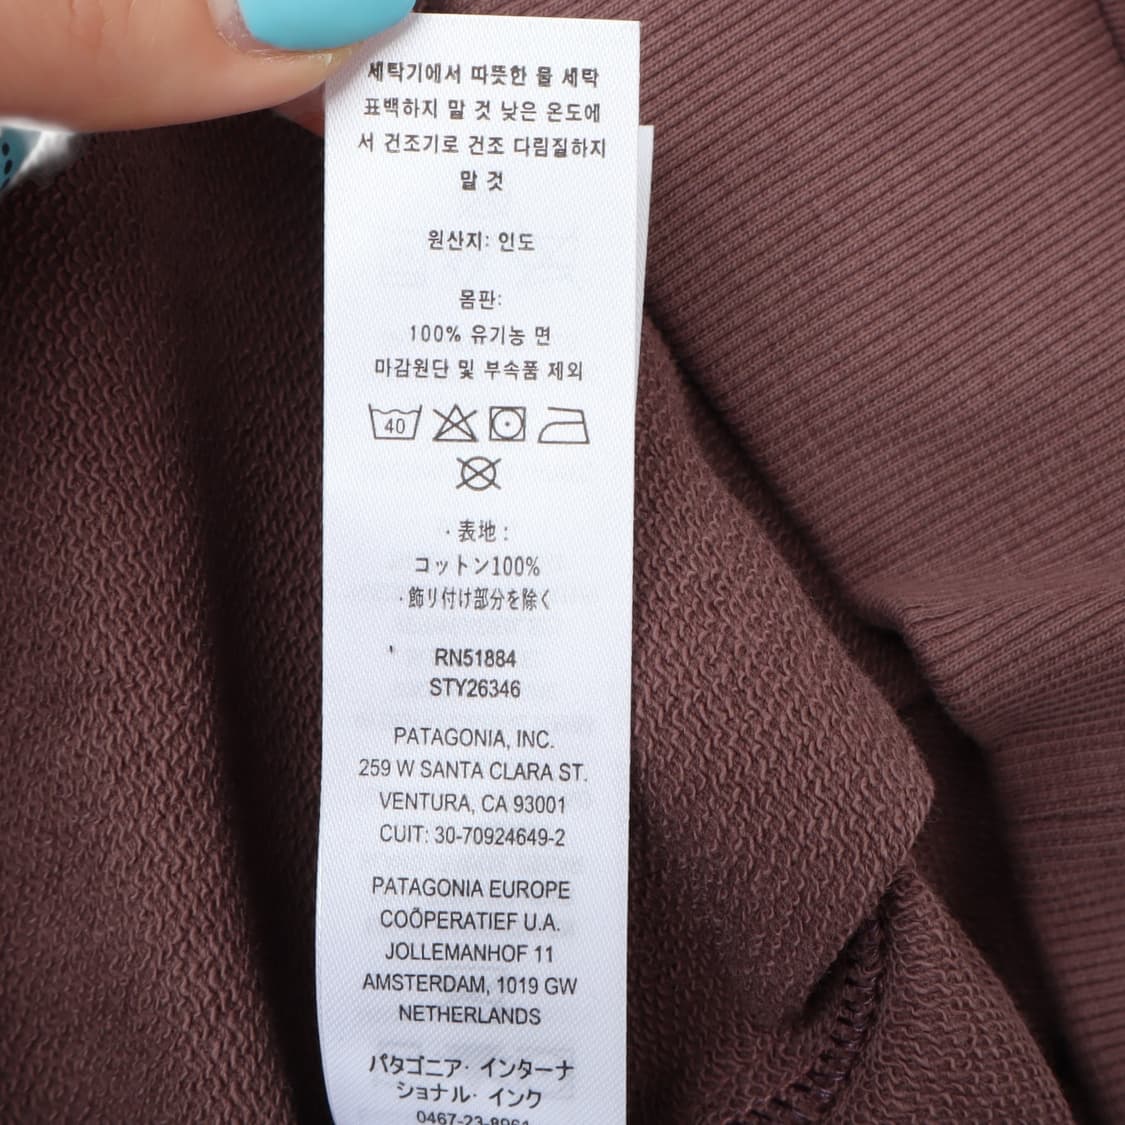 세탁기에서 따뜻한 물 세탁
표백하지 말 것 낮은 온도에
서 건조기로 건조 다림질하지
말 것
원산지: 인도
몸판:
100% 유기농 면
마감원단 및 부속품 제외
40
・表地：
コットン100%
・飾り付け部分を除く
RN51884
STY26346
PATAGONIA, INC.
259 W SANTA CLARA ST.
VENTURA, CA 93001
CUIT: 30-70924649-2
PATAGONIA EUROPE
COÖPERATIEF U.A.
JOLLEMANHOF 11
AMSTERDAM, 1019 GW
NETHERLANDS
パタゴニア・インターナ
ショナル・インク
0467-23-8961